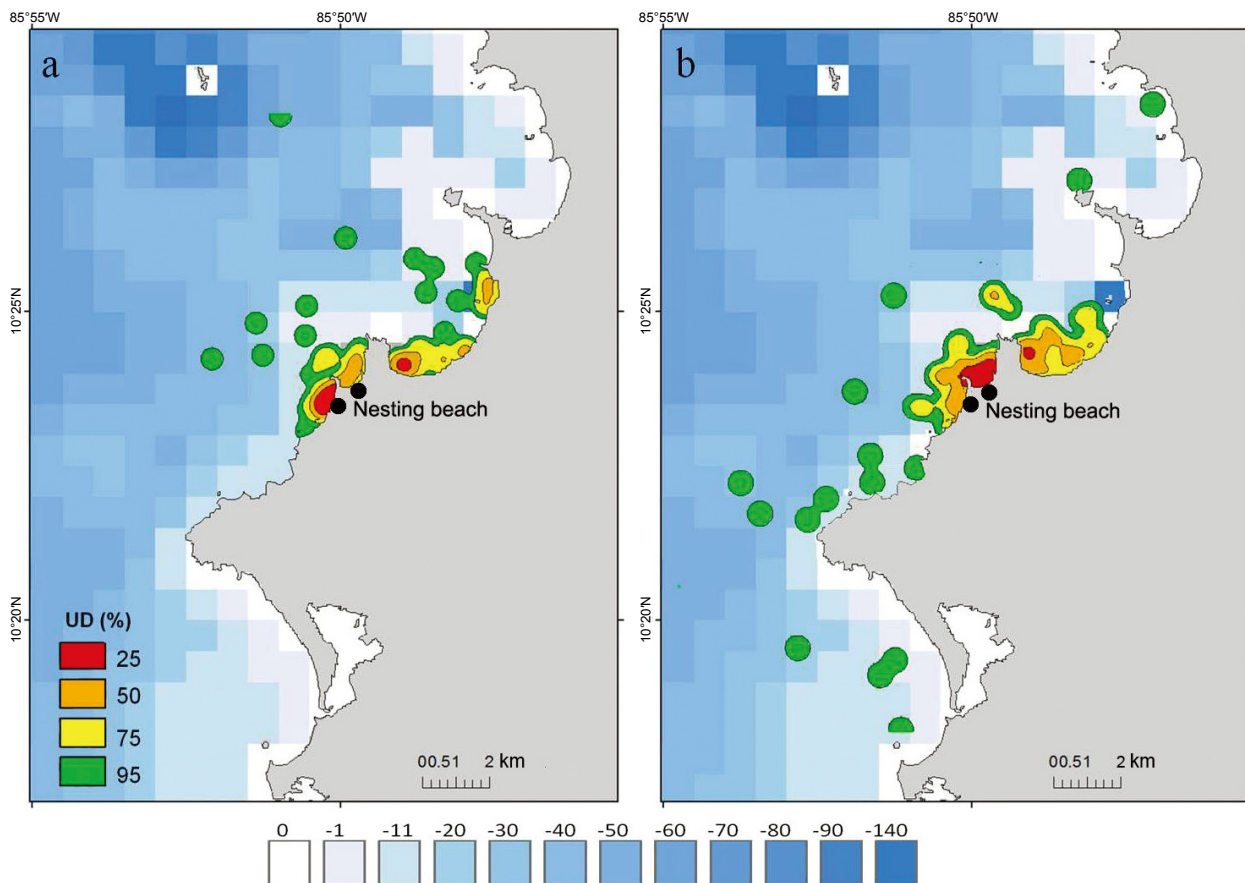 85°55'W 85°50'W 85°55'W 85°50'W
a b
10°25'N 10°25'N
Nesting beach Nesting beach
10°20'N 10°20'N
UD (%)
25
50
75
95
00.51 2 km 00.51 2 km
0 -1 -11 -20 -30 -40 -50 -60 -70 -80 -90 -140